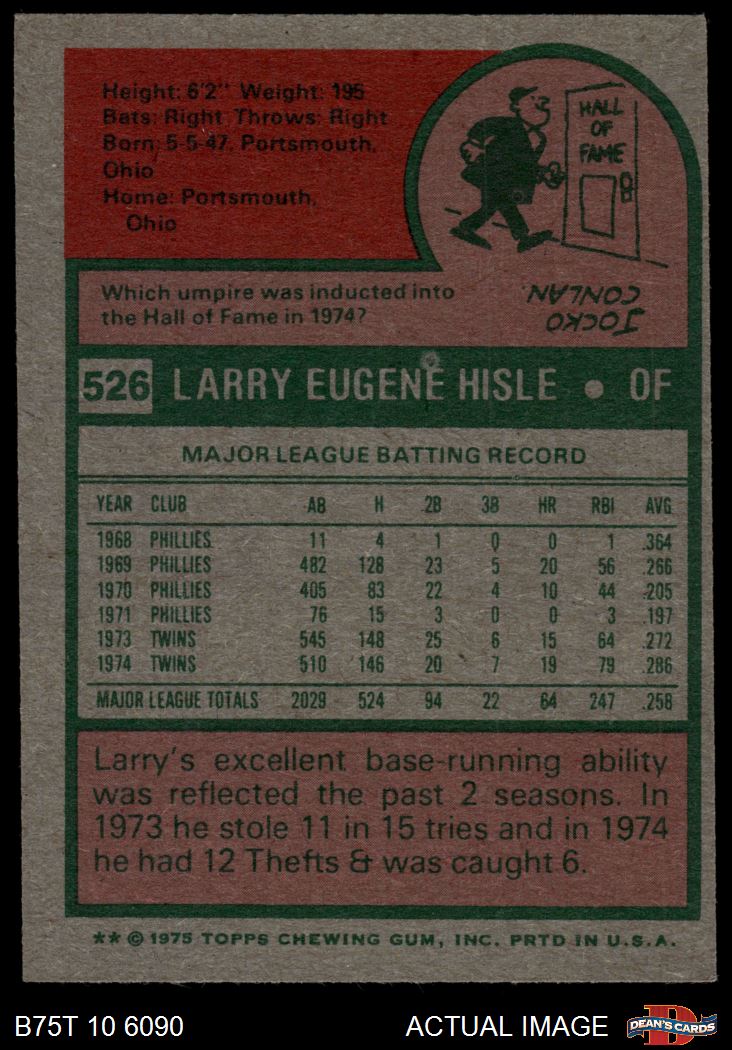 Height: 6'2" Weight: 195
Bats: Right Throws: Right
Born: 5-5-47, Portsmouth,
Ohio
Home: Portsmouth,
Ohio
HALL
OF
FAME
Which umpire was inducted into
the Hall of Fame in 1974?
JOCKO
CONLAN.
526 LARRY EUGENE HISLE • OF
MAJOR LEAGUE BATTING RECORD
YEAR CLUB AB H 2B 3B HR RBI AVG.
1968 PHILLIES 11 4 1 0 0 1 .364
1969 PHILLIES 482 128 23 5 20 56 .266
1970 PHILLIES 405 83 22 4 10 44 .205
1971 PHILLIES 76 15 3 0 0 3 .197
1973 TWINS 545 148 25 6 15 64 .272
1974 TWINS 510 146 20 7 19 79 .286
MAJOR LEAGUE TOTALS 2029 524 94 22 64 247 .258
Larry's excellent base-running ability
was reflected the past 2 seasons. In
1973 he stole 11 in 15 tries and in 1974
he had 12 Thefts & was caught 6.
** © 1975 TOPPS CHEWING GUM, INC. PRTD IN U.S.A.
B75T 10 6090 ACTUAL IMAGE
DEAN'S CARDS